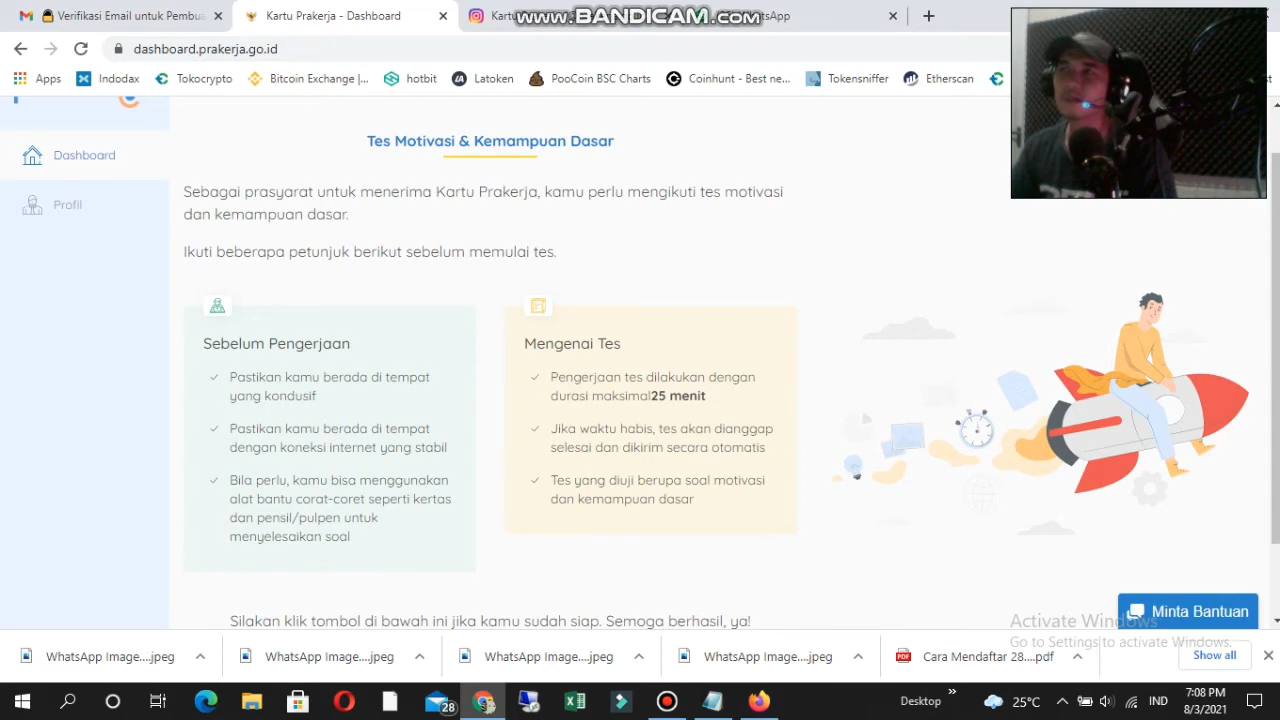 Verifikasi Email untuk Pembua
Kartu Prakerja - Dashboard
www.BANDICAM.com
dashboard.prakerja.go.id
Apps
Indodax
Tokocrypto
Bitcoin Exchange |...
hotbit
Latoken
PooCoin BSC Charts
Coinhunt - Best ne...
Tokensniffer
Etherscan
Dashboard
Profil
Tes Motivasi & Kemampuan Dasar
Sebagai prasyarat untuk menerima Kartu Prakerja, kamu perlu mengikuti tes motivasi
dan kemampuan dasar.
Ikuti beberapa petunjuk berikut sebelum memulai tes.
Sebelum Pengerjaan
Pastikan kamu berada di tempat
yang kondusif
Pastikan kamu berada di tempat
dengan koneksi internet yang stabil
Bila perlu, kamu bisa menggunakan
alat bantu corat-coret seperti kertas
dan pensil/pulpen untuk
menyelesaikan soal
Mengenai Tes
Pengerjaan tes dilakukan dengan
durasi maksimal25 menit
Jika waktu habis, tes akan dianggap
selesai dan dikirim secara otomatis
Tes yang diuji berupa soal motivasi
dan kemampuan dasar
Silakan klik tombol di bawah ini jika kamu sudah siap. Semoga berhasil, ya!
Minta Bantuan
Activate Windows
Go to Settings to activate Windows.
WhatsApp Image....jpeg
WhatsApp Image....jpeg
WhatsApp Image....jpeg
WhatsApp Image....jpeg
Cara Mendaftar 28....pdf
Show all
28
Desktop
25°C
IND
7:08 PM
8/3/2021